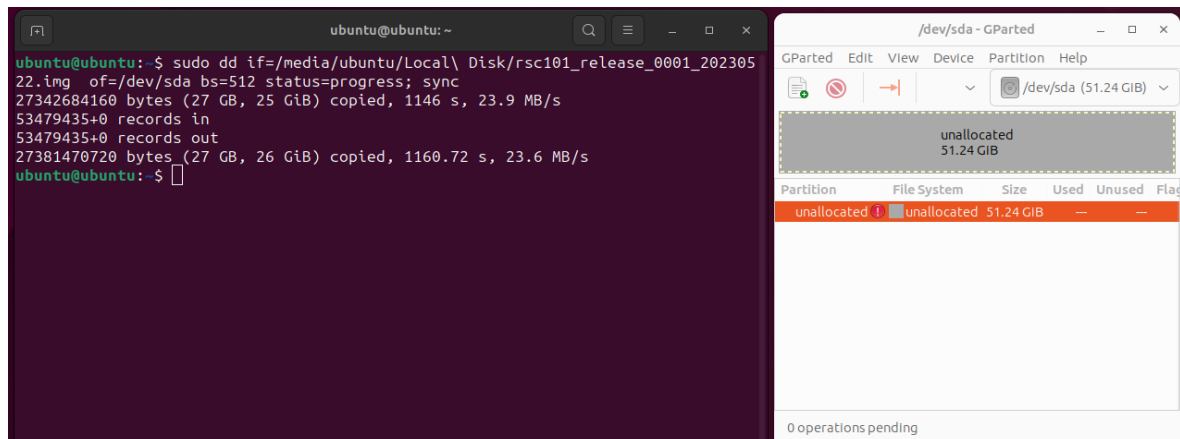 ubuntu@ubuntu: ~
ubuntu@ubuntu:~$ sudo dd if=/media/ubuntu/Local\ Disk/rsc101_release_0001_202305
22.img  of=/dev/sda bs=512 status=progress; sync
27342684160 bytes (27 GB, 25 GiB) copied, 1146 s, 23.9 MB/s
53479435+0 records in
53479435+0 records out
27381470720 bytes (27 GB, 26 GiB) copied, 1160.72 s, 23.6 MB/s
ubuntu@ubuntu:~$
/dev/sda - GParted
GParted Edit View Device Partition Help
/dev/sda (51.24 GiB)
unallocated
51.24 GiB
Partition File System Size Used Unused Flag
unallocated unallocated 51.24 GiB --- ---
0 operations pending